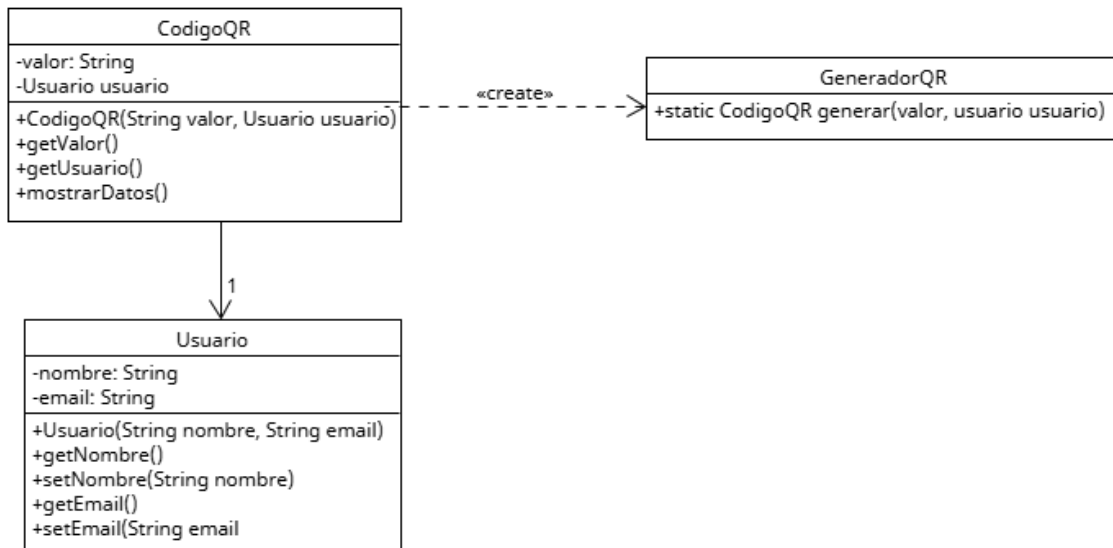 CodigoQR
-valor: String
-Usuario usuario
+CodigoQR(String valor, Usuario usuario)
+getValor()
+getUsuario()
+mostrarDatos()
«create»
GeneradorQR
+static CodigoQR generar(valor, usuario usuario)
1
Usuario
-nombre: String
-email: String
+Usuario(String nombre, String email)
+getNombre()
+setNombre(String nombre)
+getEmail()
+setEmail(String email